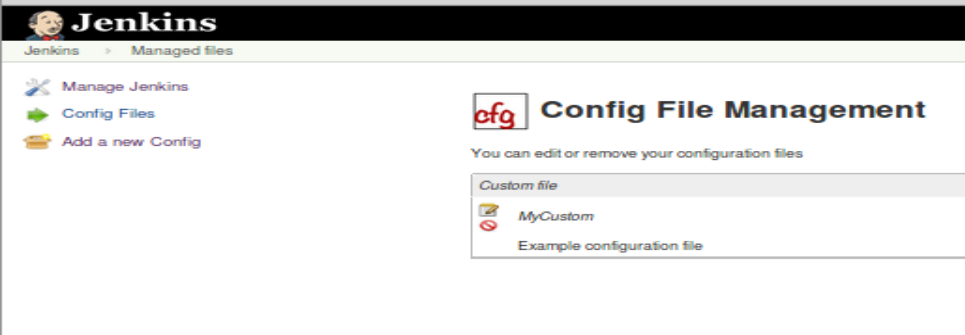 Jenkins
Jenkins Managed files
Manage Jenkins
Config Files
Add a new Config
cfg Config File Management
You can edit or remove your configuration files
Custom file
MyCustom
Example configuration file